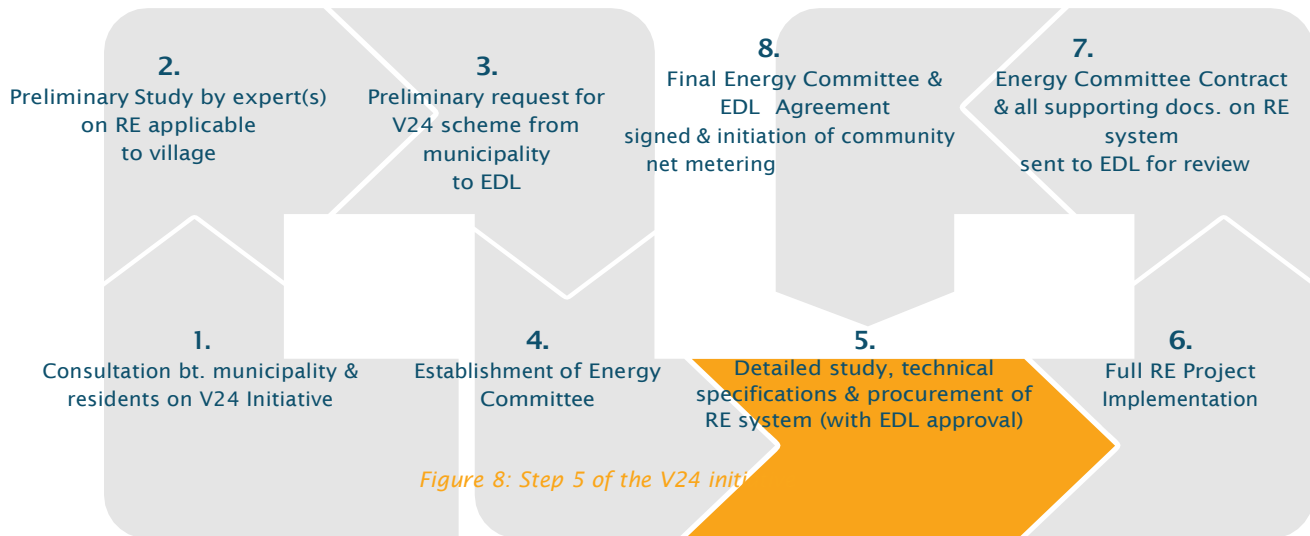 2.
Preliminary Study by expert(s)
on RE applicable
to village
3.
Preliminary request for
V24 scheme from
municipality
to EDL
8.
Final Energy Committee &
EDL Agreement
signed & initiation of community
net metering
7.
Energy Committee Contract
& all supporting docs. on RE
system
sent to EDL for review
1.
Consultation bt. municipality &
residents on V24 Initiative
4.
Establishment of Energy
Committee
5.
Detailed study, technical
specifications & procurement of
RE system (with EDL approval)
6.
Full RE Project
Implementation
Figure 8: Step 5 of the V24